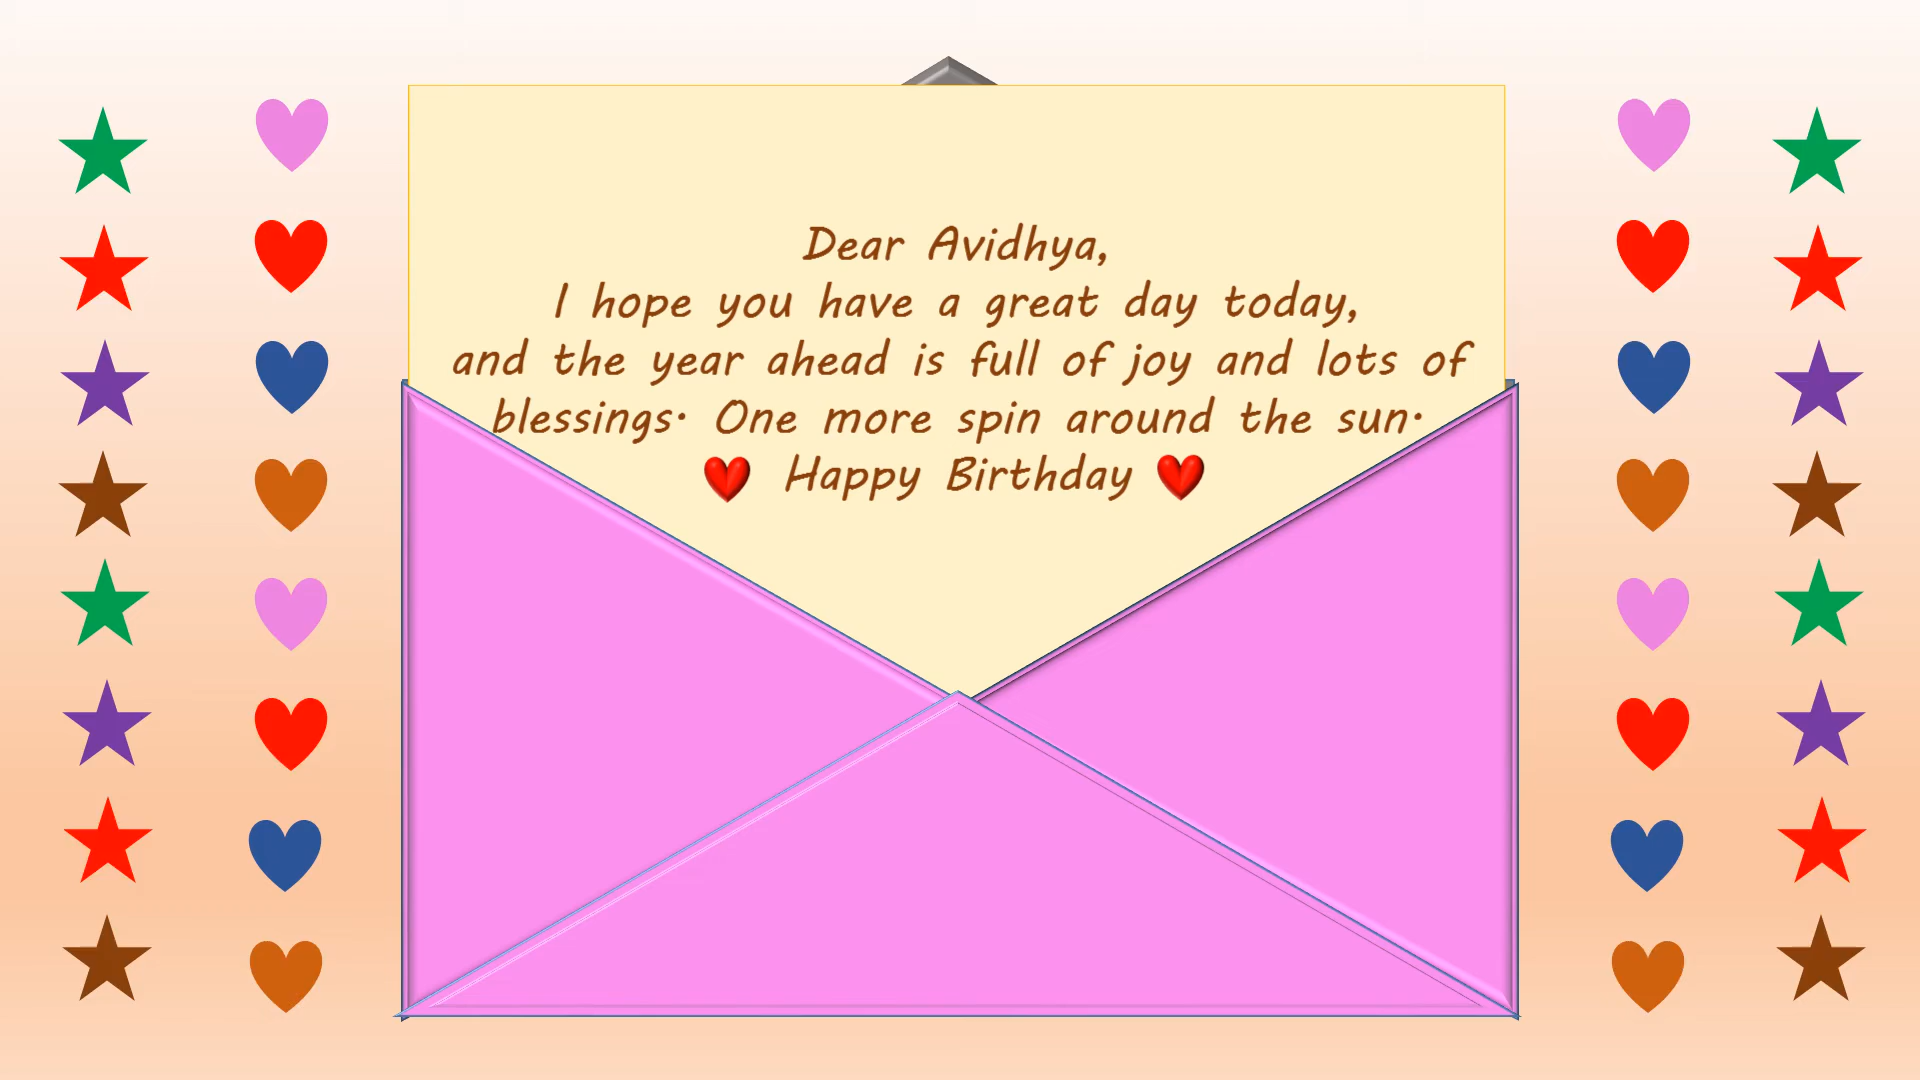 Dear Avidhya,
I hope you have a great day today,
and the year ahead is full of joy and lots of
blessings. One more spin around the sun.
❤ Happy Birthday ❤